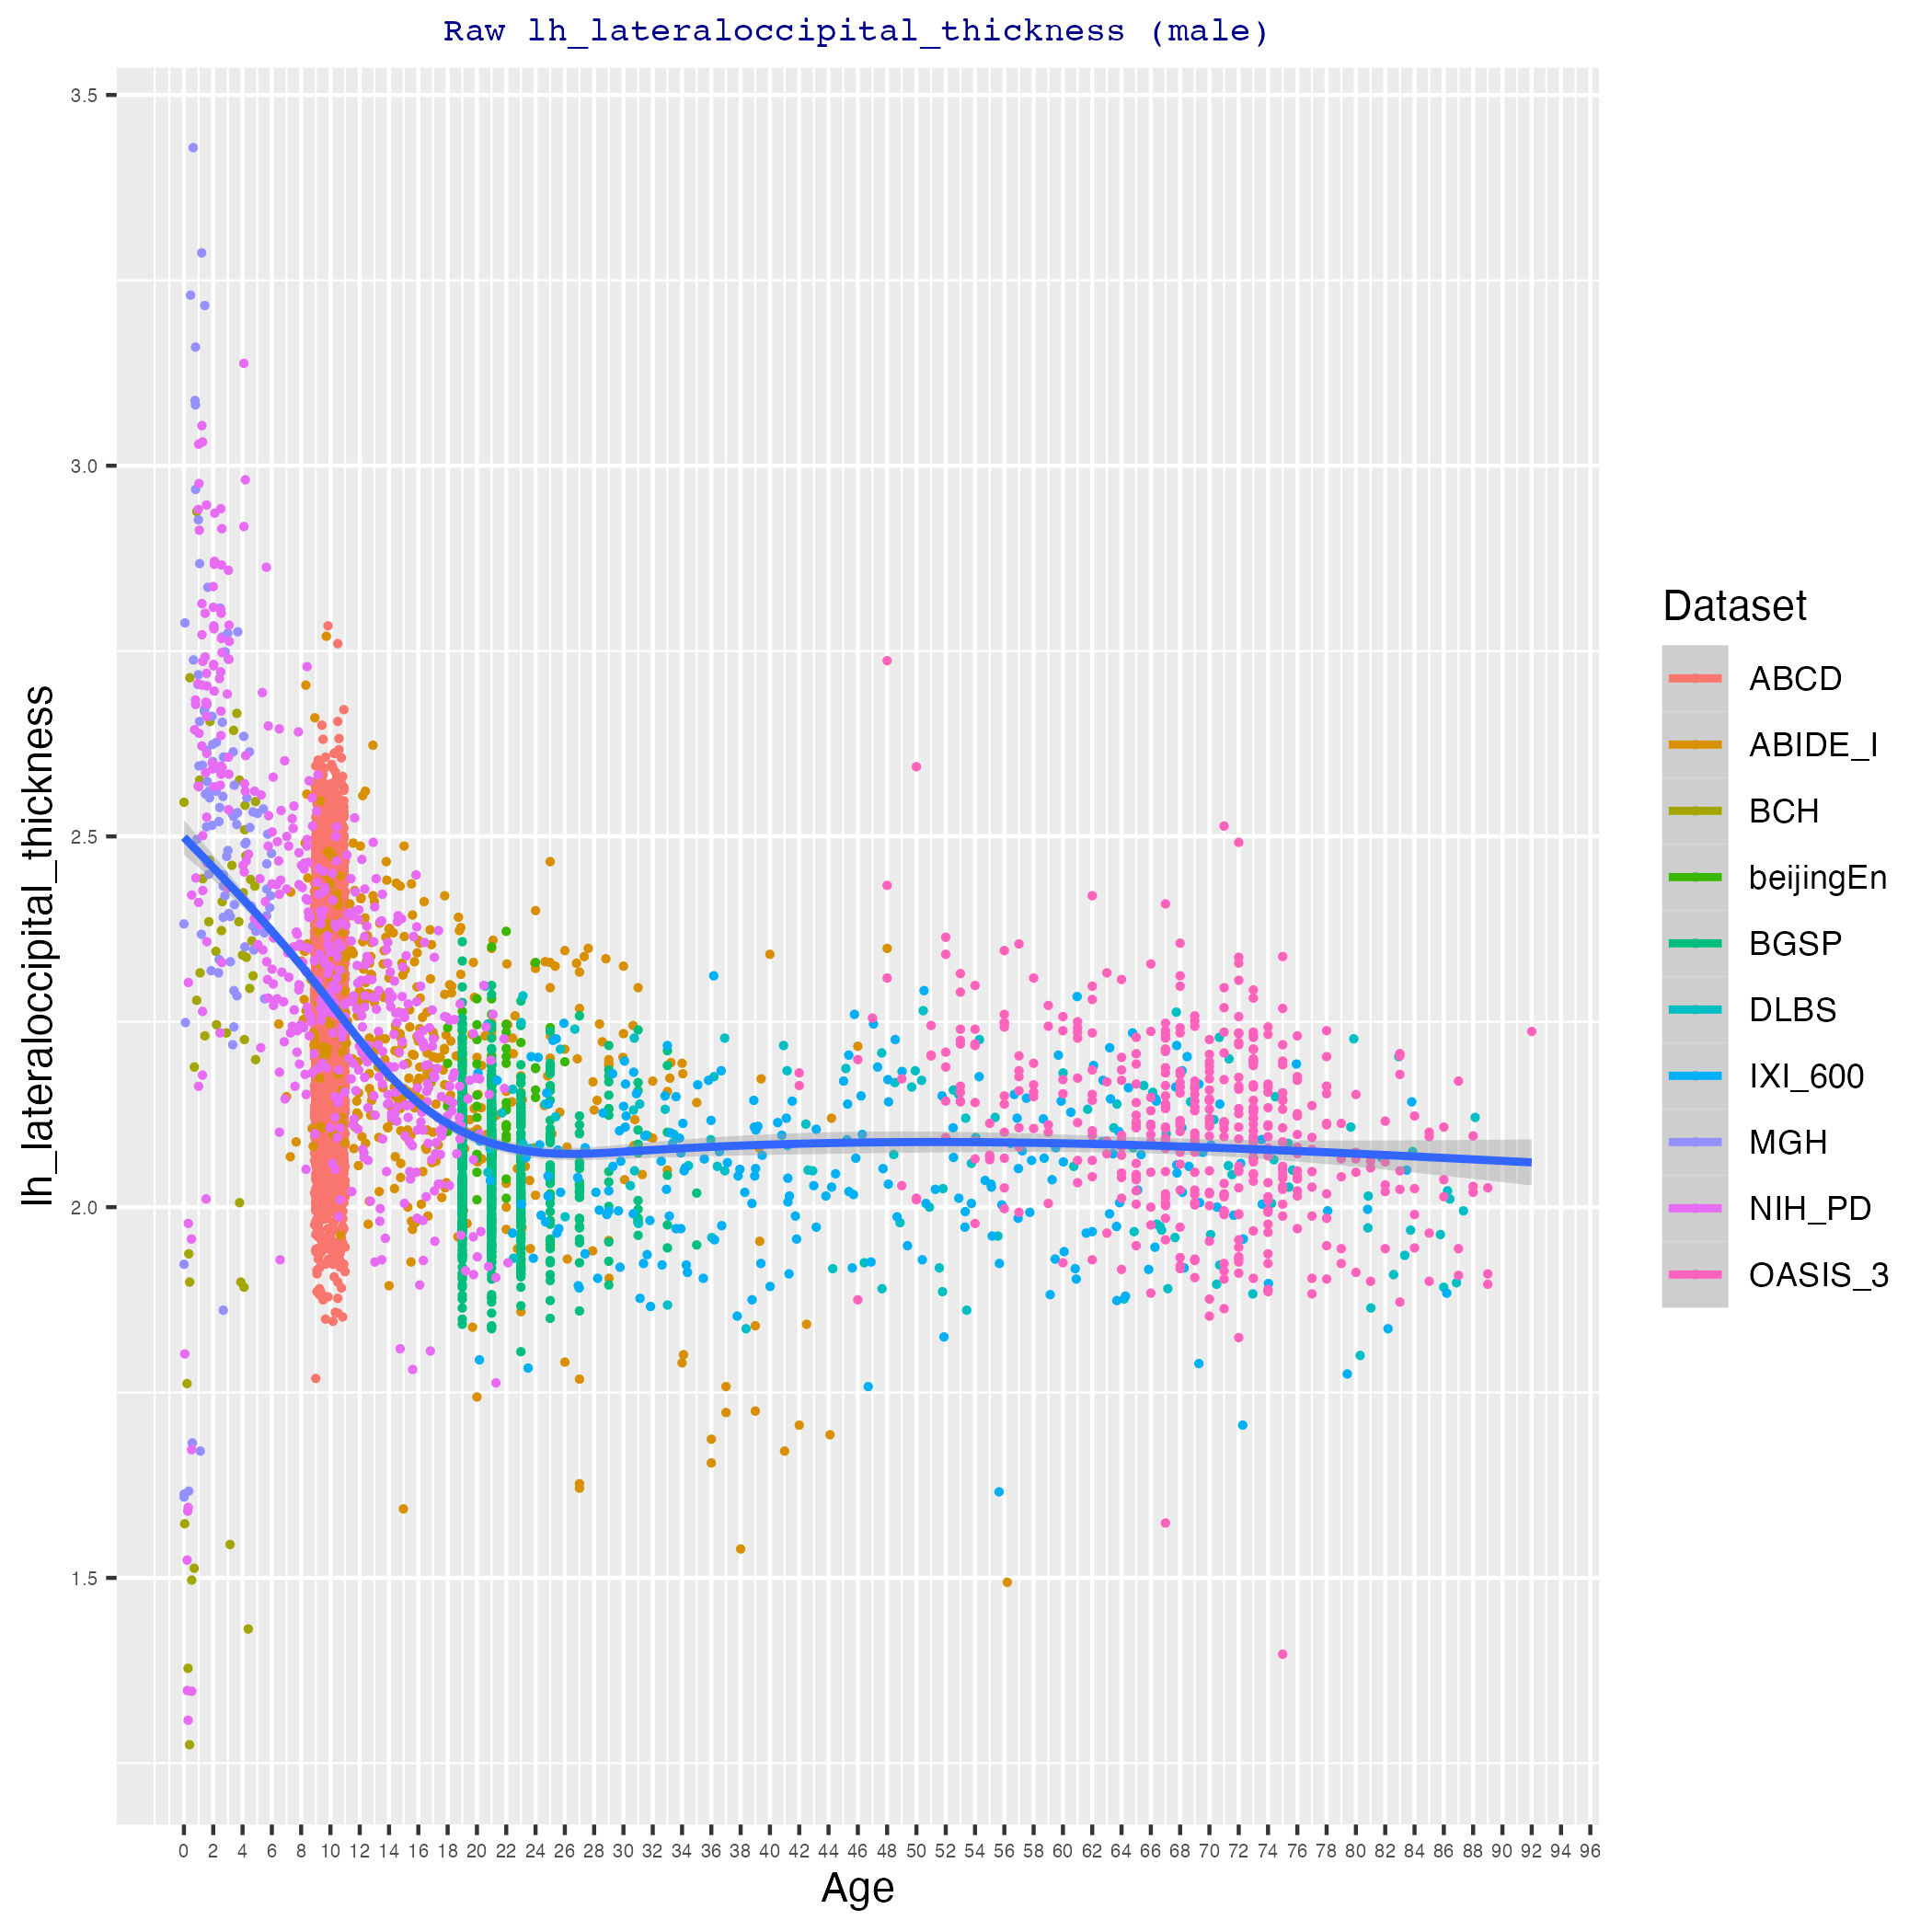 Raw lh_lateraloccipital_thickness (male)
3.5
3.0
2.5
2.0
1.5
lh_lateraloccipital_thickness
0 2 4 6 8 10 12 14 16 18 20 22 24 26 28 30 32 34 36 38 40 42 44 46 48 50 52 54 56 58 60 62 64 66 68 70 72 74 76 78 80 82 84 86 88 90 92 94 96
Age
Dataset
ABCD
ABIDE_I
BCH
beijingEn
BGSP
DLBS
IXI_600
MGH
NIH_PD
OASIS_3